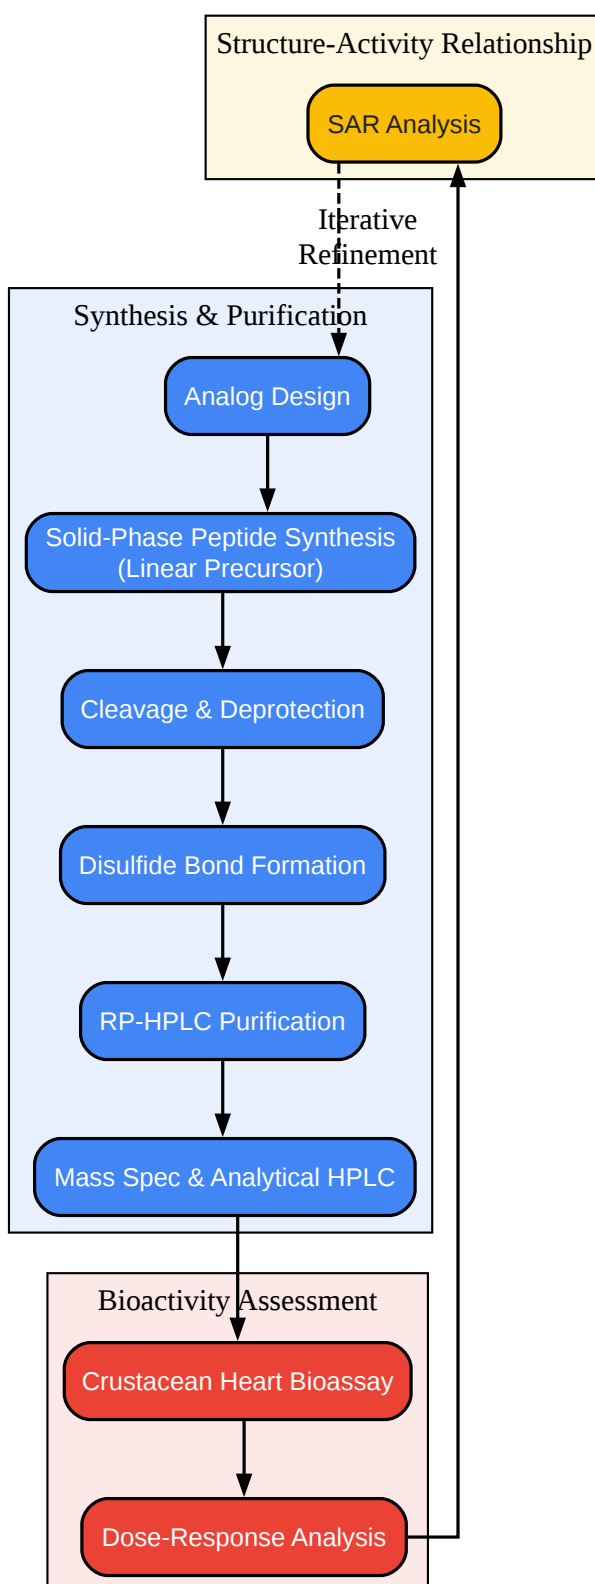 Structure-Activity Relationship
SAR Analysis
Iterative
Refinement
Synthesis & Purification
Analog Design
Solid-Phase Peptide Synthesis
(Linear Precursor)
Cleavage & Deprotection
Disulfide Bond Formation
RP-HPLC Purification
Mass Spec & Analytical HPLC
Bioactivity Assessment
Crustacean Heart Bioassay
Dose-Response Analysis